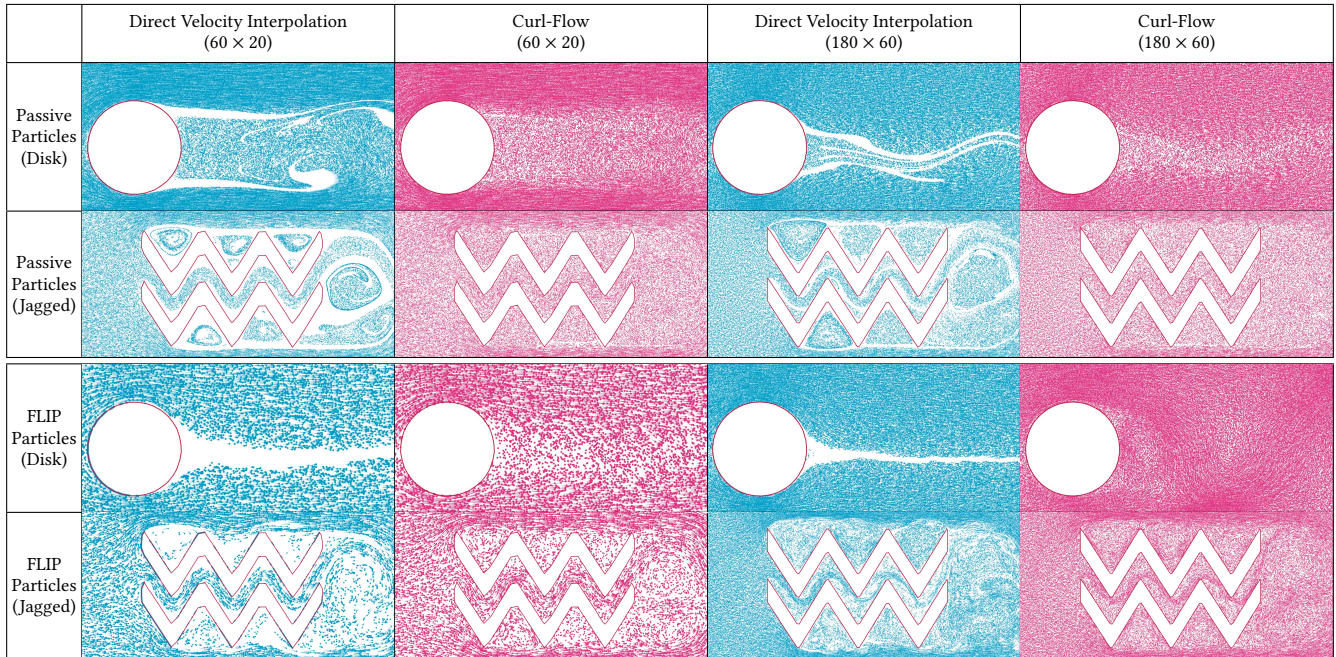 Direct Velocity Interpolation
(60 × 20)
Curl-Flow
(60 × 20)
Direct Velocity Interpolation
(180 × 60)
Curl-Flow
(180 × 60)
Passive
Particles
(Disk)
Passive
Particles
(Jagged)
FLIP
Particles
(Disk)
FLIP
Particles
(Jagged)